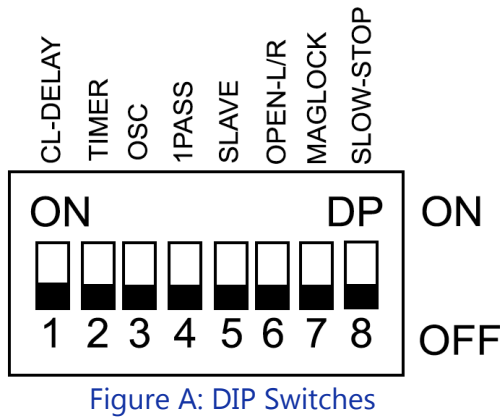 CL-DELAY
TIMER
OSC
1PASS
SLAVE
OPEN-L/R
MAGLOCK
SLOW-STOP
ON DP ON
1 2 3 4 5 6 7 8
OFF
Figure A: DIP Switches